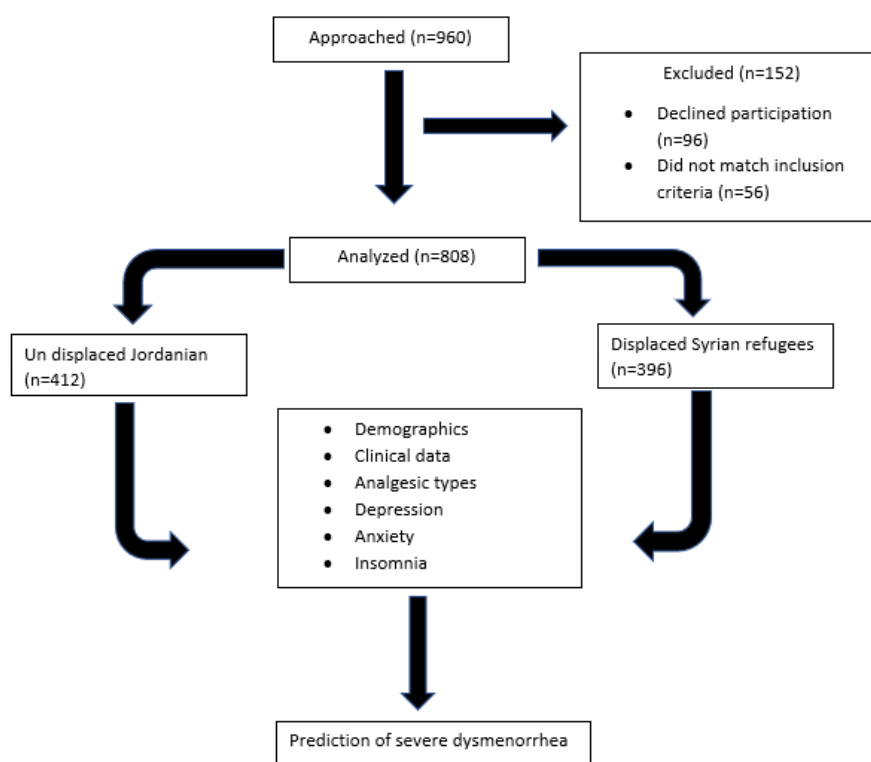 Approached (n=960)
Excluded (n=152)
• Declined participation
(n=96)
• Did not match inclusion
criteria (n=56)
Analyzed (n=808)
Un displaced Jordanian
(n=412)
Displaced Syrian refugees
(n=396)
• Demographics
• Clinical data
• Analgesic types
• Depression
• Anxiety
• Insomnia
Prediction of severe dysmenorrhea